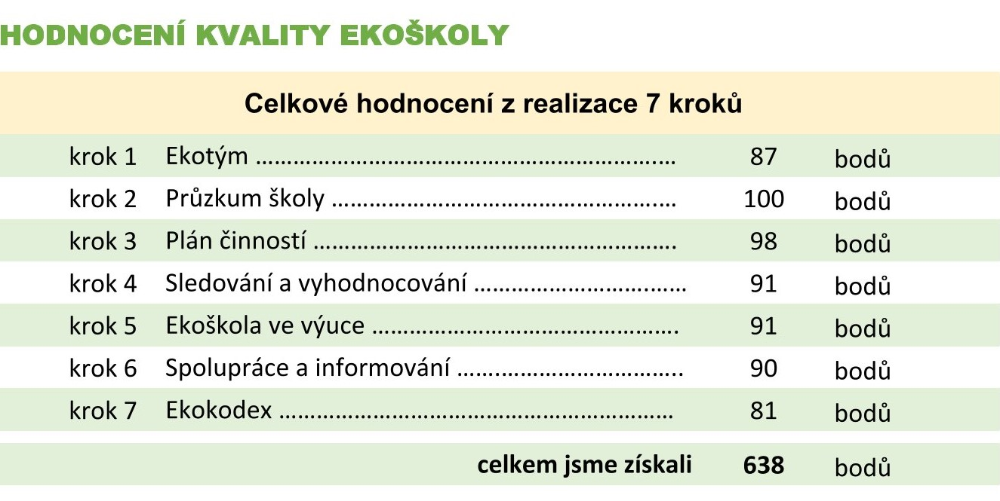 HODNOCENÍ KVALITY EKOŠKOLY
Celkové hodnocení z realizace 7 kroků
krok 1 Ekotým ……………………………………………………….… 87 bodů
krok 2 Průzkum školy …………………………………………….… 100 bodů
krok 3 Plán činností …………………………………………………. 98 bodů
krok 4 Sledování a vyhodnocování ……………………..…… 91 bodů
krok 5 Ekoškola ve výuce …………………………………………. 91 bodů
krok 6 Spolupráce a informování …….……………………….. 90 bodů
krok 7 Ekokodex ……………………………………………………… 81 bodů
celkem jsme získali 638 bodů